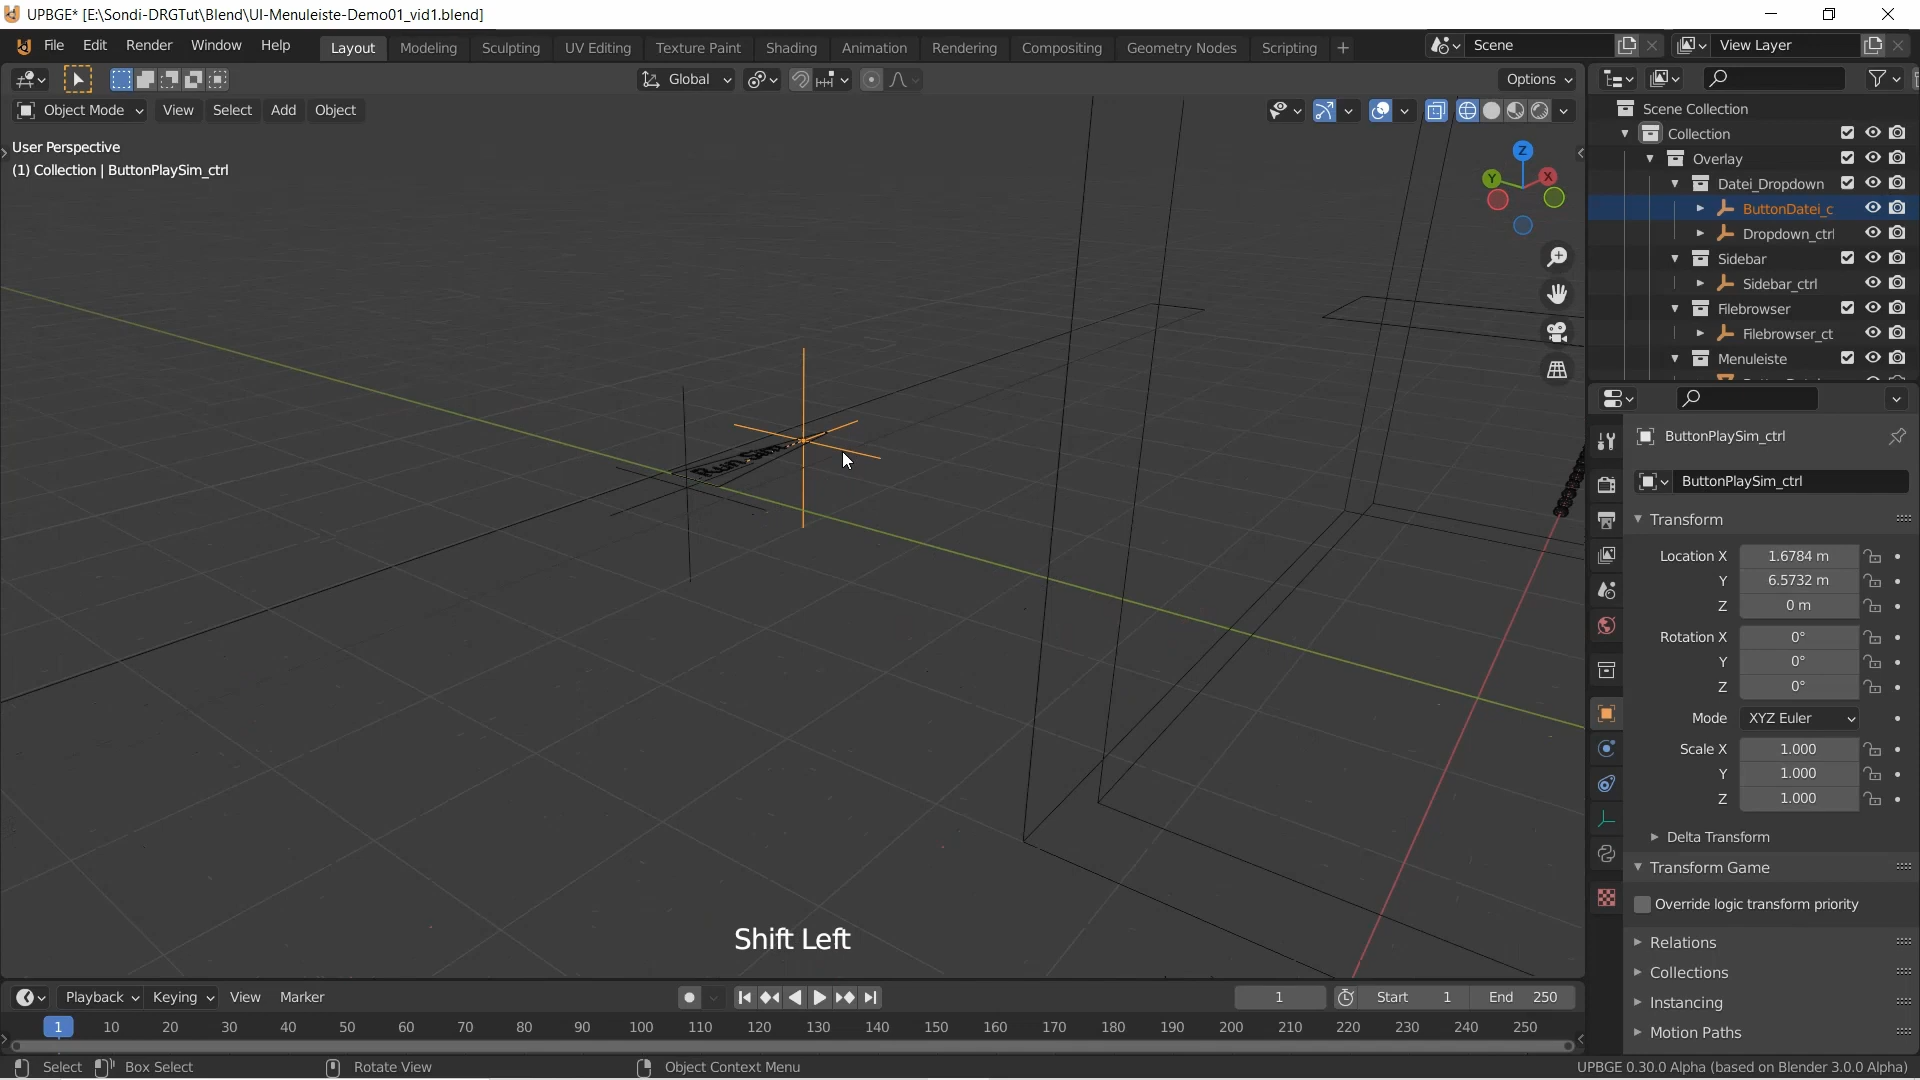 UPBGE* [E:\Sondi-DRGTut\Blend\UI-Menuleiste-Demo01_vid1.blend]
File Edit Render Window Help Layout Modeling Sculpting UV Editing Texture Paint Shading Animation Rendering Compositing Geometry Nodes Scripting + Scene View Layer
Global Options
Object Mode View Select Add Object
User Perspective
(1) Collection | ButtonPlaySim_ctrl
Z
Y
X
Run Sim
Shift Left
Scene Collection
Collection
Overlay
Datei_Dropdown
ButtonDatei_c
Dropdown_ctrl
Sidebar
Sidebar_ctrl
Filebrowser
Filebrowser_ct
Menuleiste
ButtonPlaySim_ctrl
ButtonPlaySim_ctrl
Transform
Location X 1.6784 m
Y 6.5732 m
Z 0 m
Rotation X 0°
Y 0°
Z 0°
Mode XYZ Euler
Scale X 1.000
Y 1.000
Z 1.000
Delta Transform
Transform Game
Override logic transform priority
Relations
Collections
Instancing
Motion Paths
Playback Keying View Marker 1 Start 1 End 250
1 10 20 30 40 50 60 70 80 90 100 110 120 130 140 150 160 170 180 190 200 210 220 230 240 250
Select Box Select Rotate View Object Context Menu UPBGE 0.30.0 Alpha (based on Blender 3.0.0 Alpha)